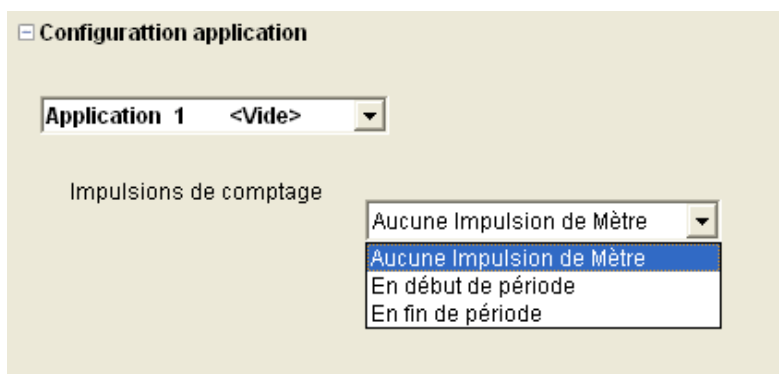 Configurattion application
Application 1 <Vide>
Impulsions de comptage
Aucune Impulsion de Mètre
Aucune Impulsion de Mètre
En début de période
En fin de période